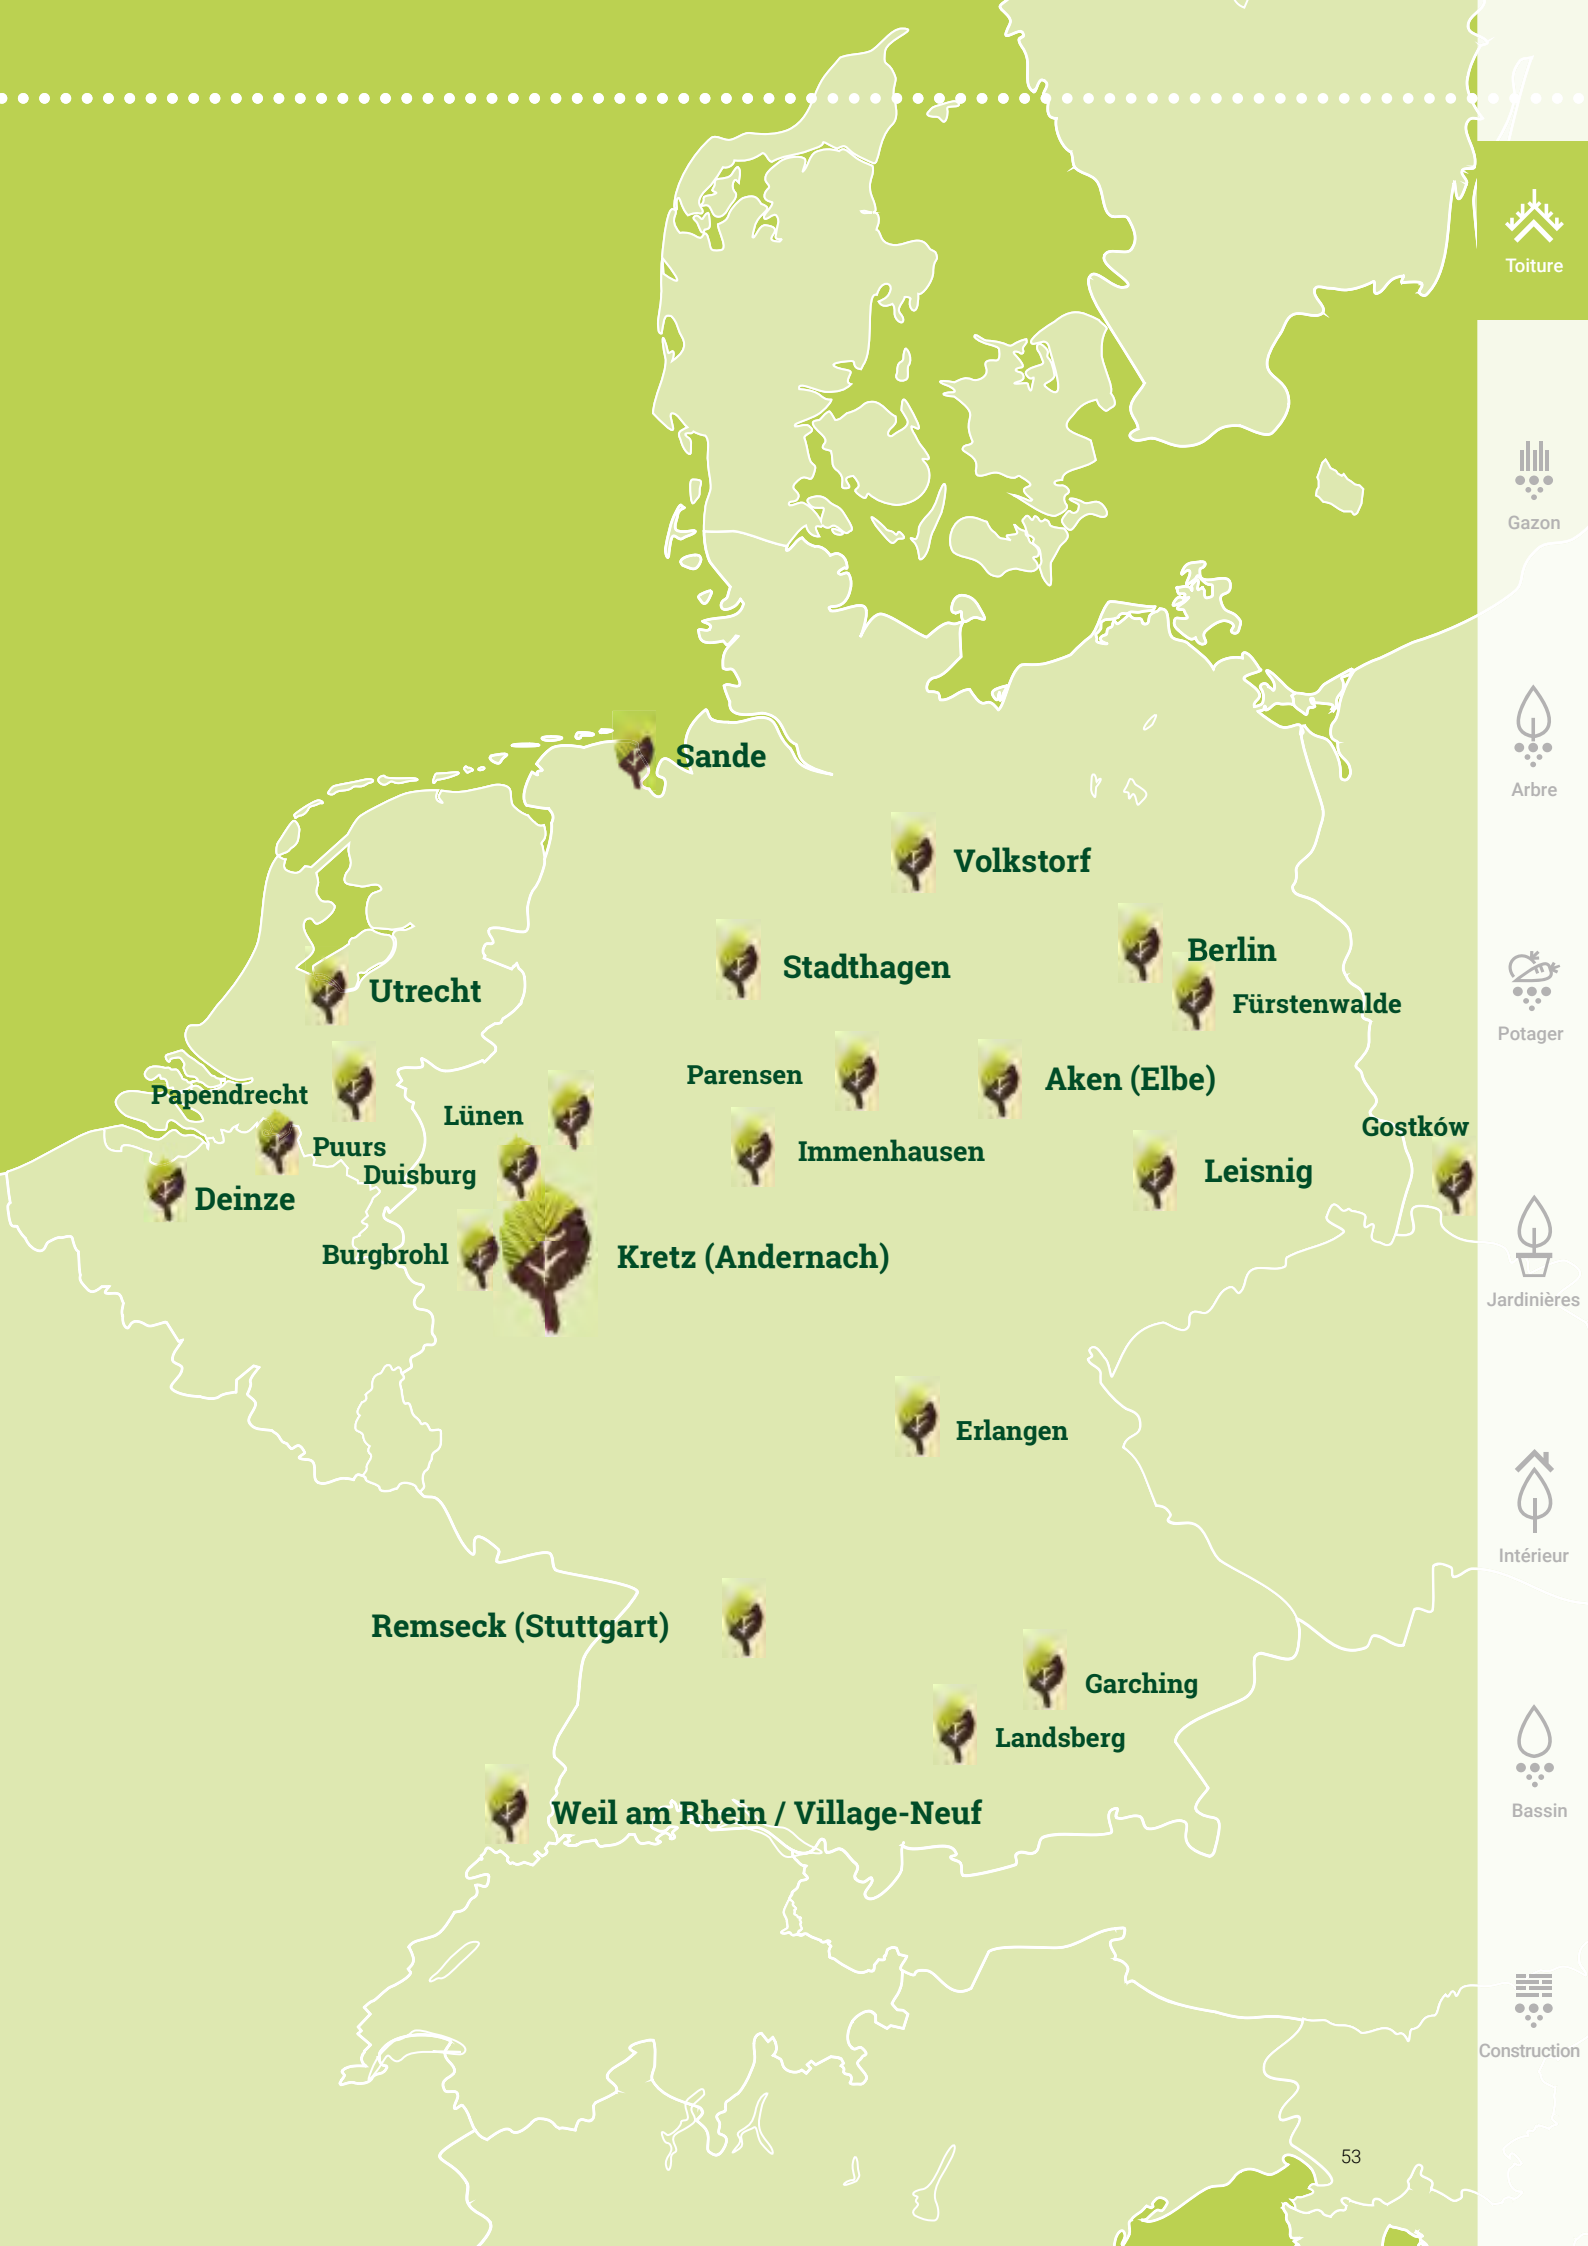 Toiture
Gazon
Arbre
Potager
Jardinières
Intérieur
Bassin
Construction
Sande
Volkstorf
Berlin
Stadthagen
Utrecht
Fürstenwalde
Parensen
Aken (Elbe)
Papendrecht
Lünen
Gostków
Puurs
Immenhausen
Duisburg
Leisnig
Deinze
Burgbrohl
Kretz (Andernach)
Erlangen
Remseck (Stuttgart)
Garching
Landsberg
Weil am Rhein / Village-Neuf
53